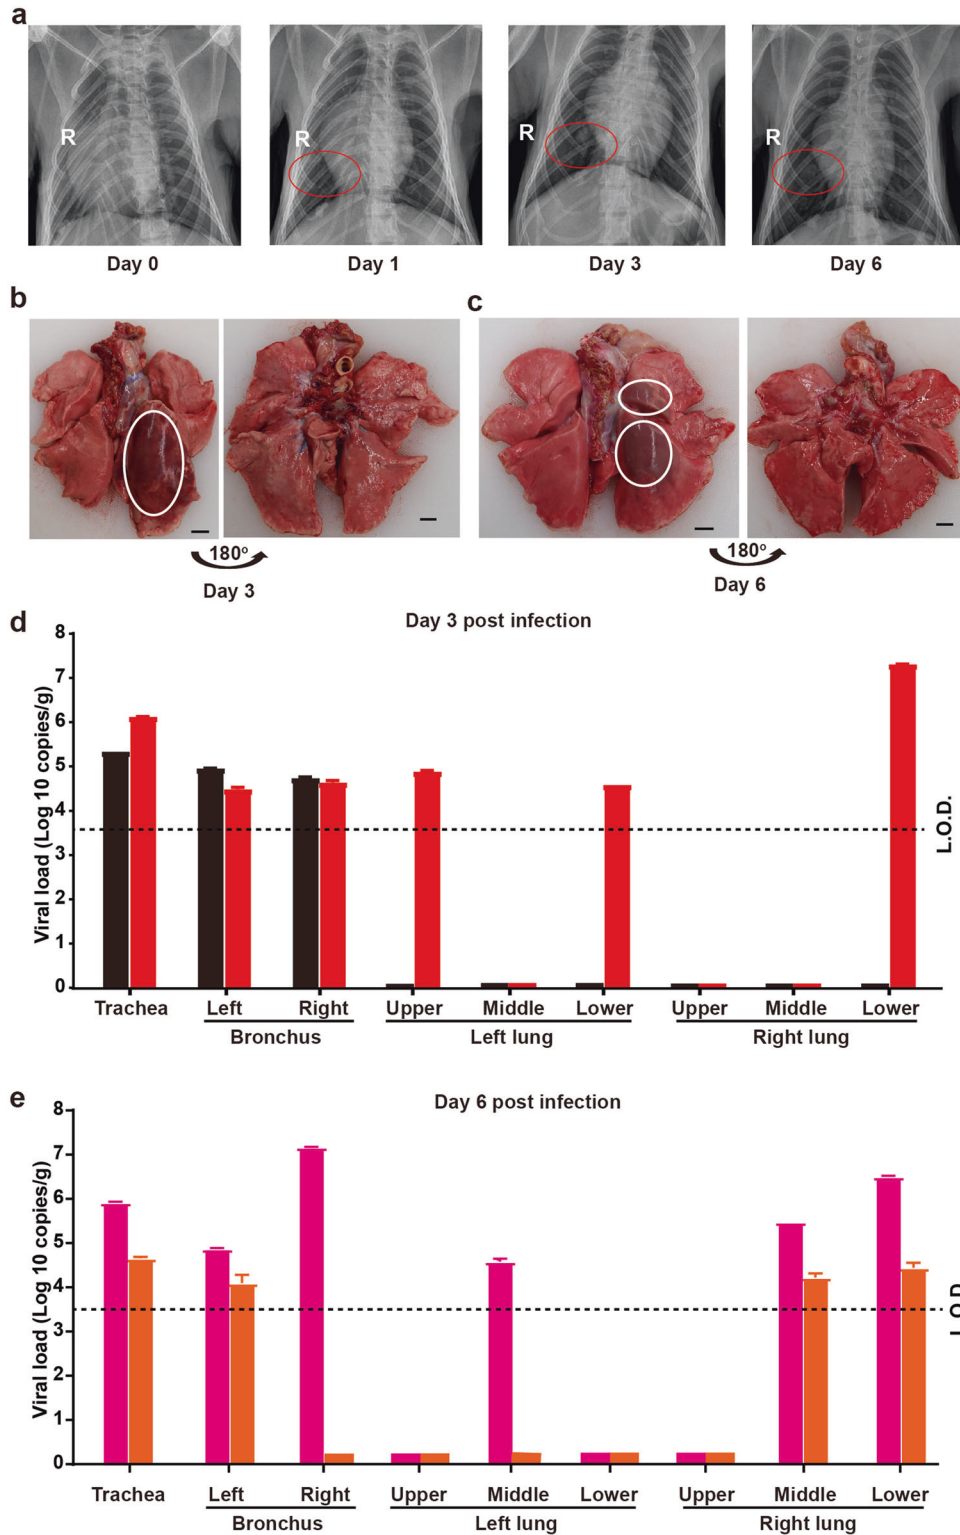 a
R
R
R
R
Day 0 Day 1 Day 3 Day 6
b
c
180°
Day 3
180°
Day 6
d
Day 3 post infection
Viral load (Log 10 copies/g)
8
7
6
5
4
3
2
1
0
L.O.D.
Trachea Left Right Upper Middle Lower Upper Middle Lower
Bronchus Left lung Right lung
e
Day 6 post infection
Viral load (Log 10 copies/g)
8
7
6
5
4
3
2
1
0
L.O.D
Trachea Left Right Upper Middle Lower Upper Middle Lower
Bronchus Left lung Right lung